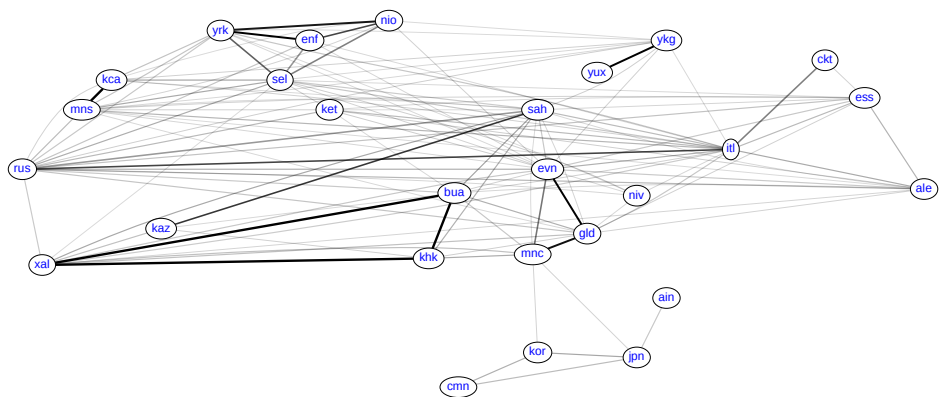 nio
yrk
enf
ykg
ckt
yux
kca
sel
ess
mns
ket
sah
itl
rus
evn
ale
bua
niv
kaz
gld
mnc
khk
xal
ain
kor
jpn
cmn